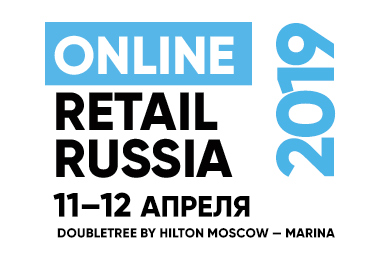 ONLINE
RETAIL
RUSSIA
2019
11–12 АПРЕЛЯ
DOUBLETREE BY HILTON MOSCOW — MARINA